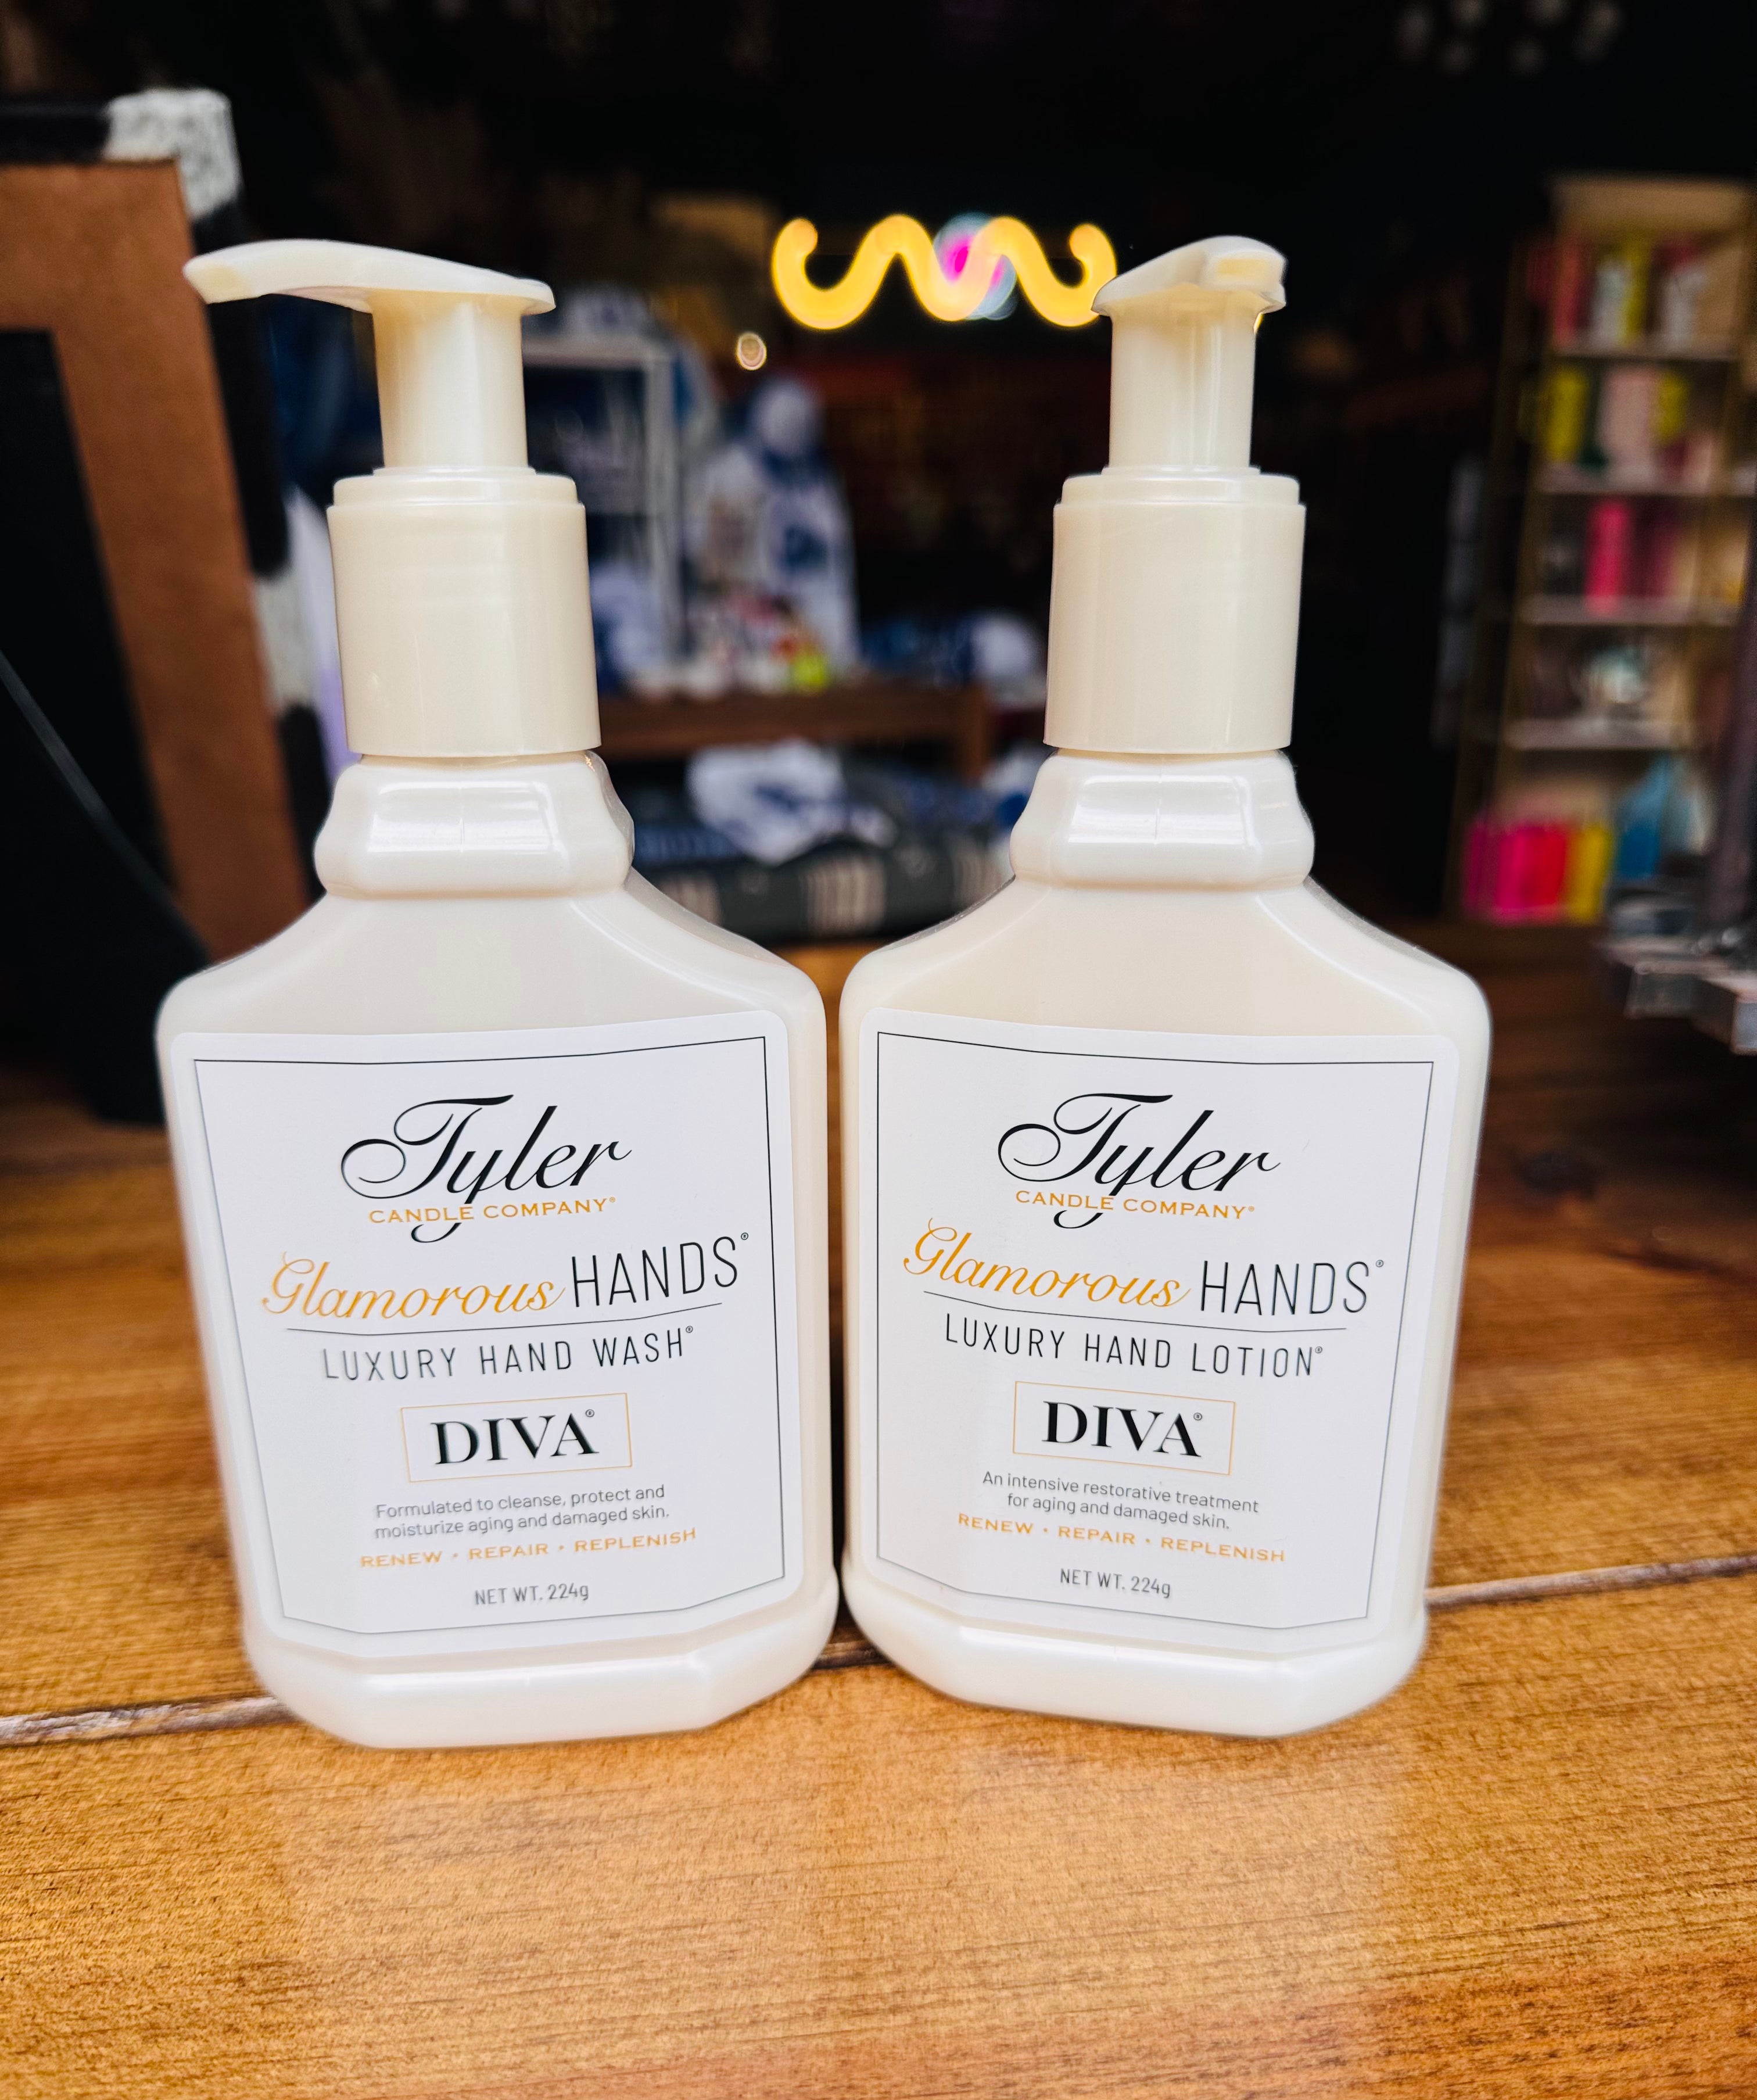 Tyler
CANDLE COMPANY®
Glamorous HANDS®
LUXURY HAND WASH®
DIVA®
Formulated to cleanse, protect and
moisturize aging and damaged skin.
RENEW • REPAIR • REPLENISH
NET WT. 224g
Tyler
CANDLE COMPANY®
Glamorous HANDS®
LUXURY HAND LOTION®
DIVA®
An intensive restorative treatment
for aging and damaged skin.
RENEW • REPAIR • REPLENISH
NET WT. 224g